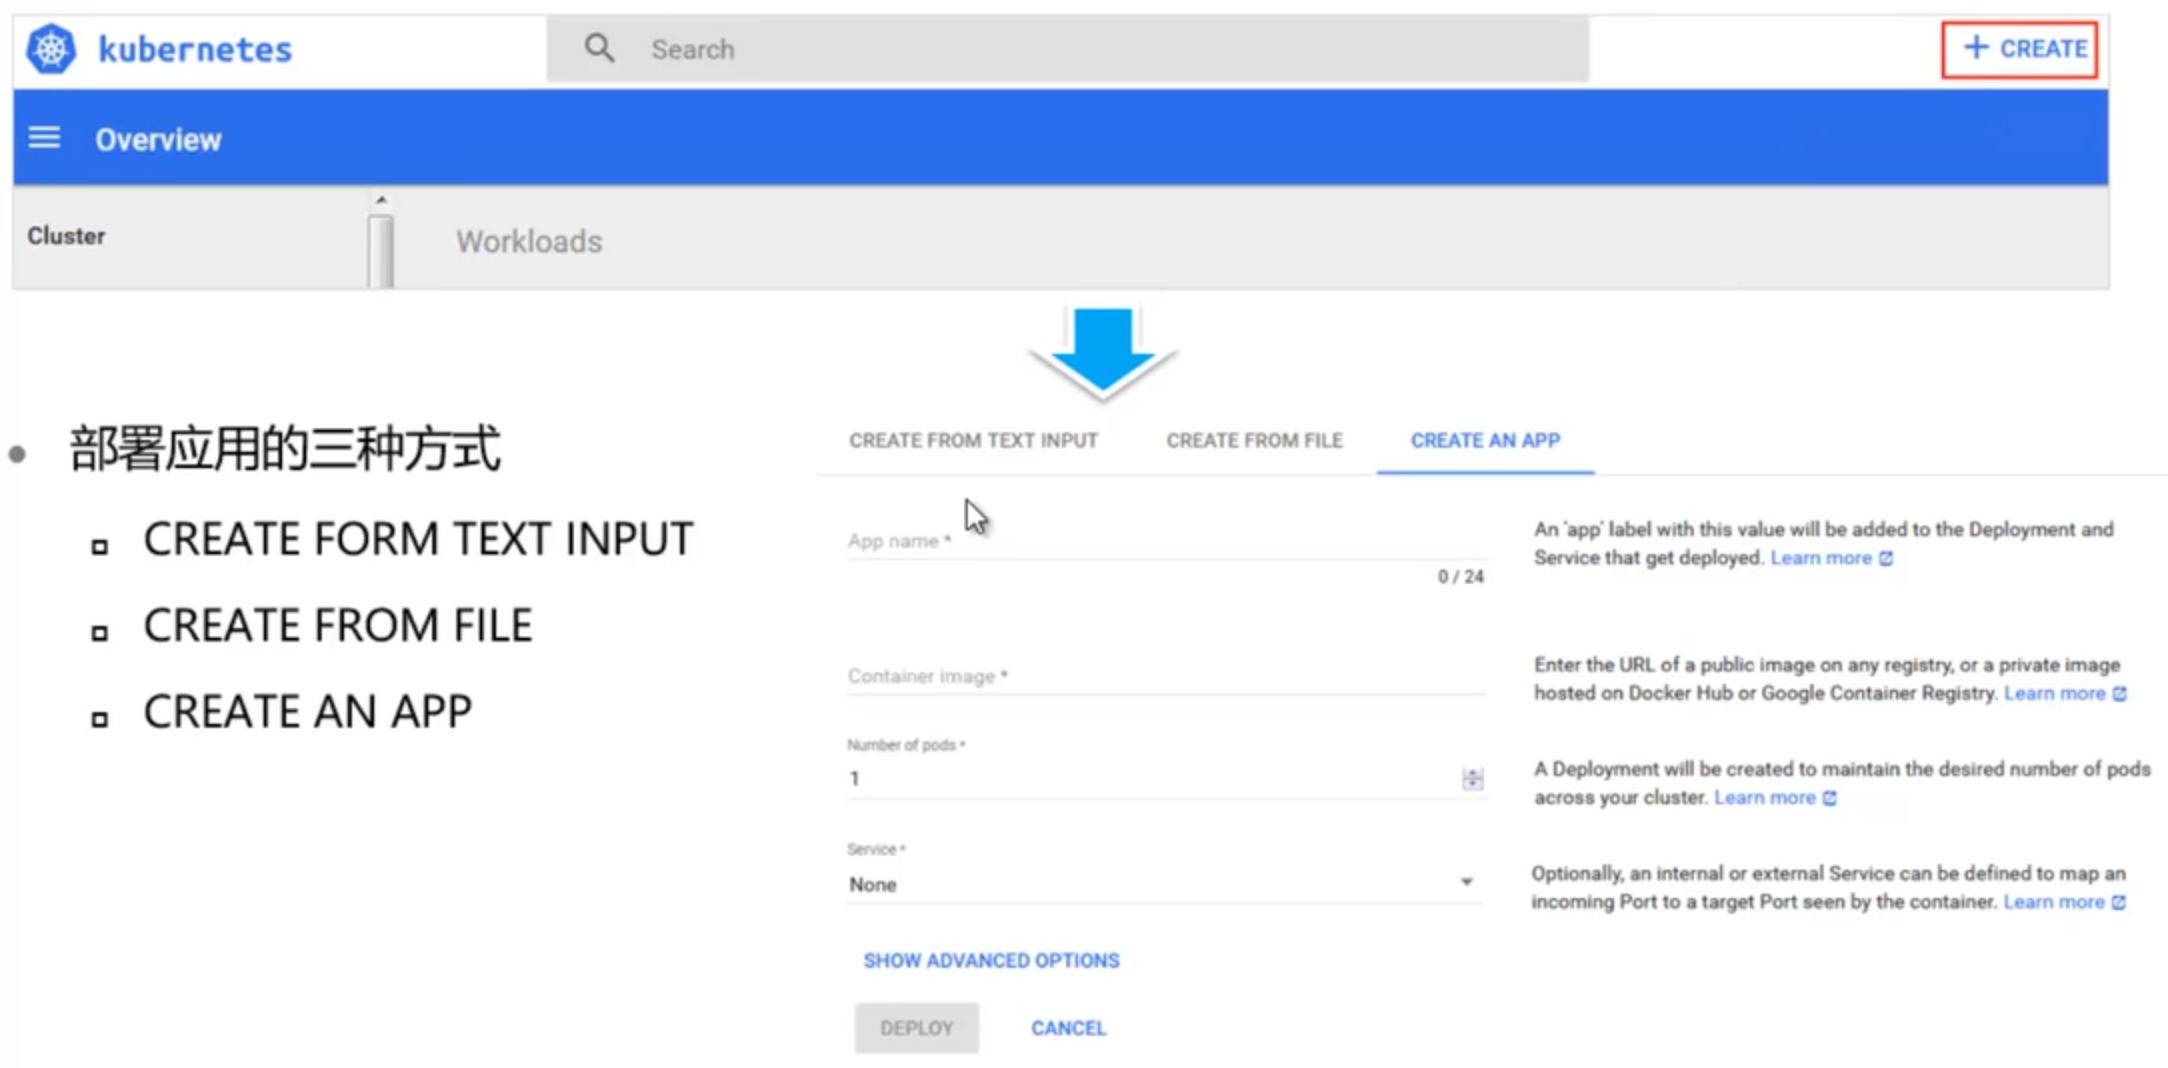 kubernetes
Search
+ CREATE
Overview
Cluster
Workloads
部署应用的三种方式
CREATE FORM TEXT INPUT
CREATE FROM FILE
CREATE AN APP
CREATE FROM TEXT INPUT
CREATE FROM FILE
CREATE AN APP
App name *
0 / 24
An 'app' label with this value will be added to the Deployment and
Service that get deployed. Learn more
Container image *
Enter the URL of a public image on any registry, or a private image
hosted on Docker Hub or Google Container Registry. Learn more
Number of pods *
1
A Deployment will be created to maintain the desired number of pods
across your cluster. Learn more
Service *
None
Optionally, an internal or external Service can be defined to map an
incoming Port to a target Port seen by the container. Learn more
SHOW ADVANCED OPTIONS
DEPLOY
CANCEL